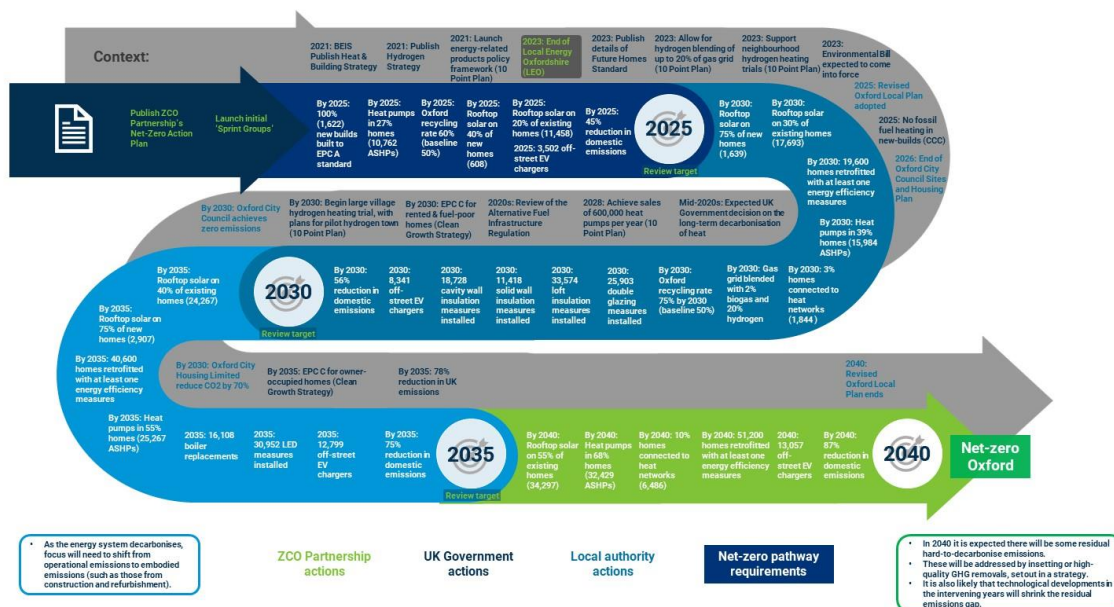 Context:
2021: BEIS
Publish Heat &
Building Strategy
2021: Publish
Hydrogen
Strategy
2021: Launch
energy-related
products policy
framework (10
Point Plan)
2023: End of
Local Energy
Oxfordshire
(LEO)
2023: Publish
details of
Future Homes
Standard
2023: Allow for
hydrogen blending of
up to 20% of gas grid
(10 Point Plan)
2023: Support
neighbourhood
hydrogen heating
trials (10 Point Plan)
2023:
Environmental Bill
expected to come
into force
2025: Revised
Oxford Local Plan
adopted
2025: No fossil
fuel heating in
new-builds (CCC)
2026: End of
Oxford City
Council Sites
and Housing
Plan
Publish ZCO
Partnership's
Net-Zero Action
Plan
Launch initial
'Sprint Groups'
By 2025:
100%
(1,622)
new builds
built to
EPC A
standard
By 2025:
Heat pumps
in 27%
homes
(10,762
ASHPs)
By 2025:
Oxford
recycling
rate 60%
(baseline
50%)
By 2025:
Rooftop
solar on
40% of
new
homes
(608)
By 2025:
Rooftop solar on
20% of existing
homes (11,458)
2025: 3,502 off-
street EV
chargers
By 2025:
45%
reduction in
domestic
emissions
2025
Review target
By 2030:
Rooftop
solar on
75% of new
homes
(1,639)
By 2030:
Rooftop solar
on 30% of
existing homes
(17,693)
By 2030: 19,600
homes retrofitted
with at least one
energy efficiency
measures
By 2030: Heat
pumps in 39%
homes (15,984
ASHPs)
By 2030: Oxford City
Council achieves
zero emissions
By 2030: Begin large village
hydrogen heating trial, with
plans for pilot hydrogen town
(10 Point Plan)
By 2030: EPC C for
rented & fuel-poor
homes (Clean
Growth Strategy)
2020s: Review of the
Alternative Fuel
Infrastructure
Regulation
2028: Achieve sales
of 600,000 heat
pumps per year (10
Point Plan)
Mid-2020s: Expected UK
Government decision on the
long-term decarbonisation
of heat
By 2035:
Rooftop solar on
40% of existing
homes (24,267)
2030
Review target
By 2030:
56%
reduction in
domestic
emissions
2030:
8,341
off-
street EV
chargers
2030:
18,728
cavity wall
insulation
measures
installed
2030:
11,418
solid wall
insulation
measures
installed
2030:
33,574
loft
insulation
measures
installed
2030:
25,903
double
glazing
measures
installed
By 2030:
Oxford
recycling rate
75% by 2030
(baseline 50%)
By 2030: Gas
grid blended
with 2%
biogas and
20%
hydrogen
By 2030: 3%
homes
connected to
heat
networks
(1,844 )
By 2035:
Rooftop solar on
75% of new
homes (2,907)
By 2035: 40,600
homes retrofitted
with at least one
energy efficiency
measures
By 2030: Oxford City
Housing Limited
reduce CO2 by 70%
By 2035: EPC C for owner-
occupied homes (Clean
Growth Strategy)
By 2035: 78%
reduction in UK
emissions
2040:
Revised
Oxford Local
Plan ends
By 2035: Heat
pumps in 55%
homes (25,267
ASHPs)
2035: 16,108
boiler
replacements
2035:
30,952 LED
measures
installed
2035:
12,799
off-street
EV
chargers
By 2035:
75%
reduction in
domestic
emissions
2035
Review target
By 2040:
Rooftop solar
on 55% of
existing
homes
(34,297)
By 2040:
Heat pumps
in 68%
homes
(32,429
ASHPs)
By 2040: 10%
homes
connected to
heat
networks
(6,486)
By 2040: 51,200
homes retrofitted
with at least one
energy efficiency
measures
2040:
13,057
off-
street EV
chargers
By 2040:
87%
reduction in
domestic
emissions
2040
Net-zero
Oxford
• As the energy system decarbonises,
focus will need to shift from
operational emissions to embodied
emissions (such as those from
construction and refurbishment).
ZCO Partnership
actions
UK Government
actions
Local authority
actions
Net-zero pathway
requirements
• In 2040 it is expected there will be some residual
hard-to-decarbonise emissions.
• These will be addressed by insetting or high-
quality GHG removals, set out in a strategy.
• It is also likely that technological developments in
the intervening years will shrink the residual
emissions gap.